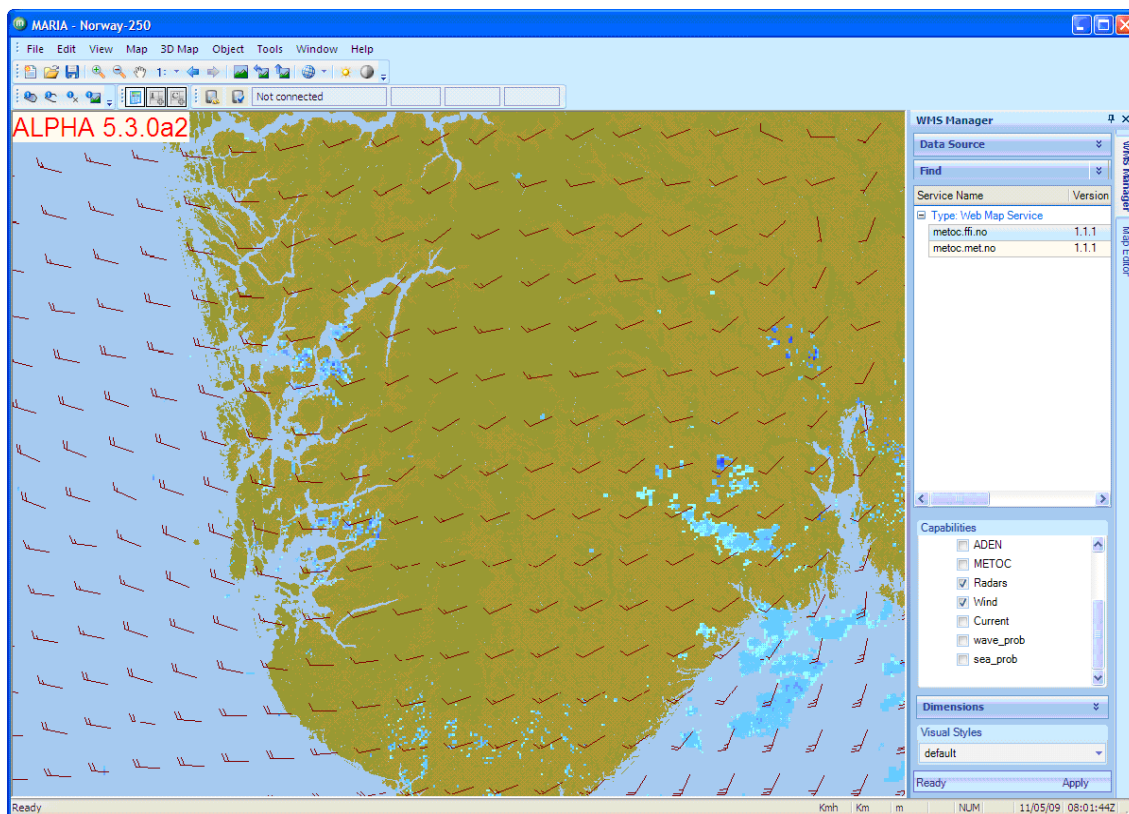 MARIA - Norway-250
File Edit View Map 3D Map Object Tools Window Help
1:
Not connected
ALPHA 5.3.0a2
WMS Manager
Data Source
Find
Service Name Version
Type: Web Map Service
metoc.ffi.no 1.1.1
metoc.met.no 1.1.1
Capabilities
ADEN
METOC
Radars
Wind
Current
wave_prob
sea_prob
Dimensions
Visual Styles
default
Ready Apply
WMS Manager
Map Editor
Ready Kmh Km m NUM 11/05/09 08:01:44Z